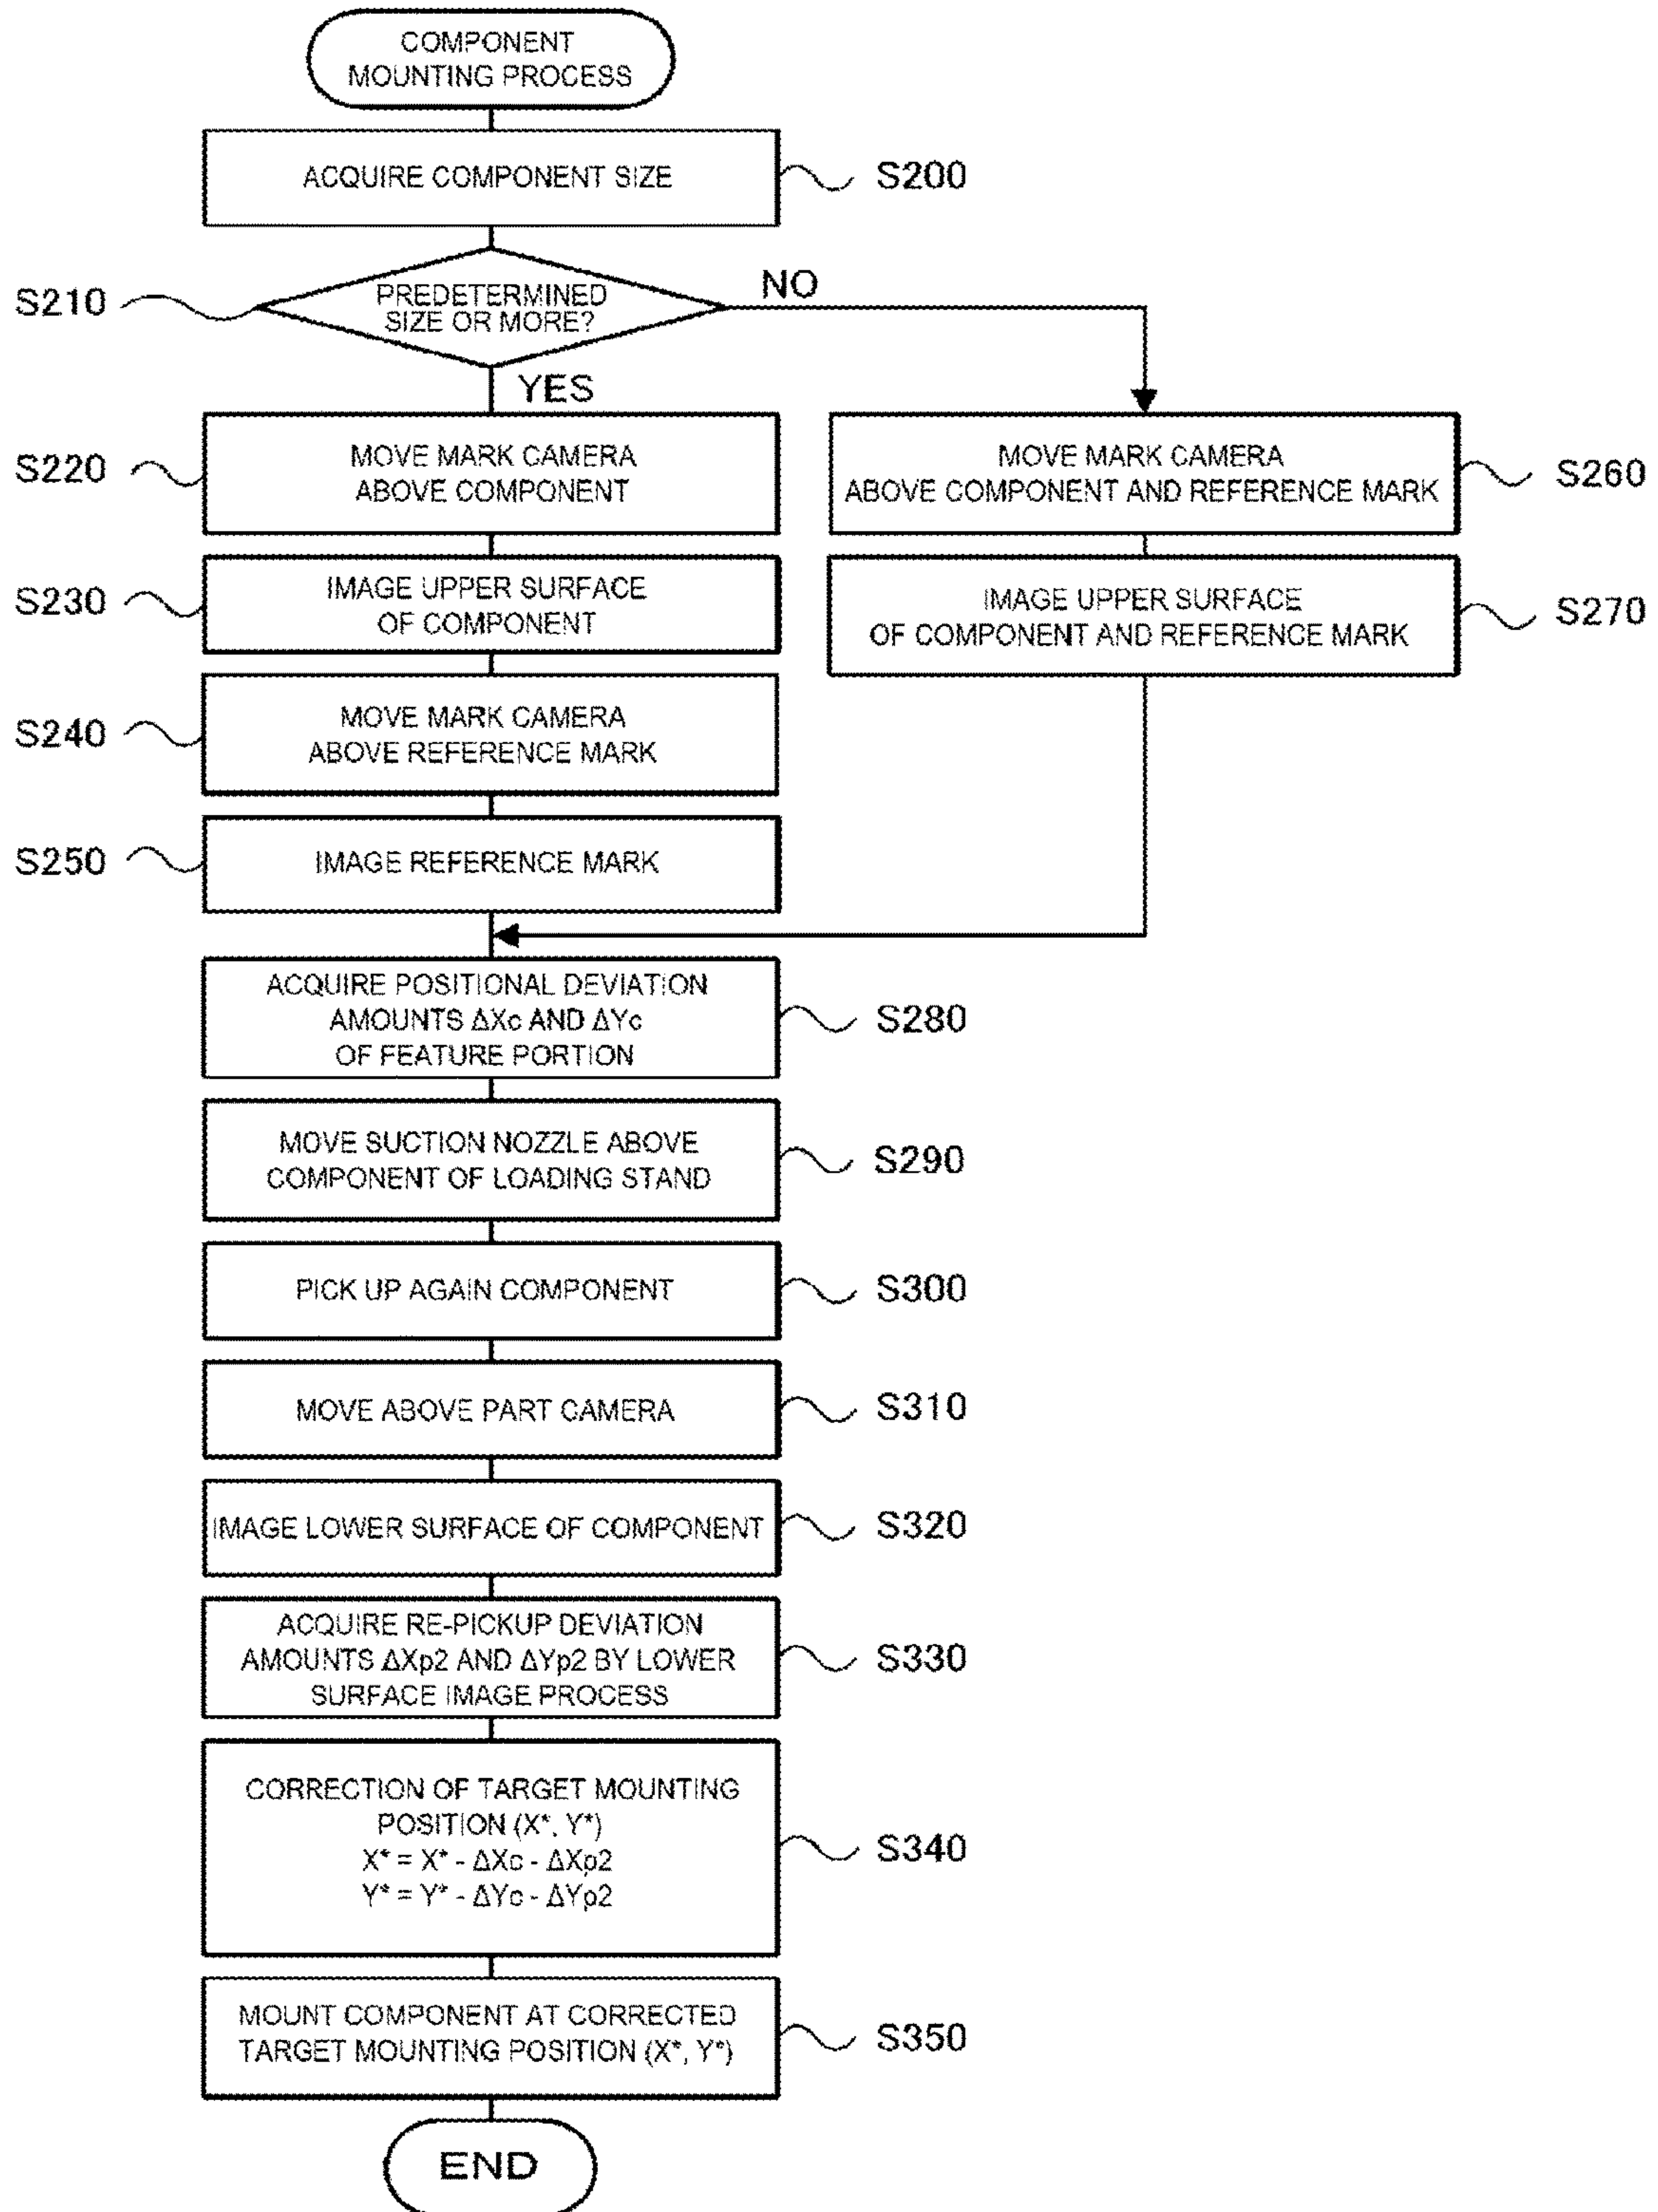 COMPONENT
MOUNTING PROCESS
ACQUIRE COMPONENT SIZE
S200
S210
PREDETERMINED
SIZE OR MORE?
NO
YES
S220
MOVE MARK CAMERA
ABOVE COMPONENT
MOVE MARK CAMERA
ABOVE COMPONENT AND REFERENCE MARK
S260
S230
IMAGE UPPER SURFACE
OF COMPONENT
IMAGE UPPER SURFACE
OF COMPONENT AND REFERENCE MARK
S270
S240
MOVE MARK CAMERA
ABOVE REFERENCE MARK
S250
IMAGE REFERENCE MARK
ACQUIRE POSITIONAL DEVIATION
AMOUNTS ΔXc AND ΔYc
OF FEATURE PORTION
S280
MOVE SUCTION NOZZLE ABOVE
COMPONENT OF LOADING STAND
S290
PICK UP AGAIN COMPONENT
S300
MOVE ABOVE PART CAMERA
S310
IMAGE LOWER SURFACE OF COMPONENT
S320
ACQUIRE RE-PICKUP DEVIATION
AMOUNTS ΔXp2 AND ΔYp2 BY LOWER
SURFACE IMAGE PROCESS
S330
CORRECTION OF TARGET MOUNTING
POSITION (X*, Y*)
X* = X* - ΔXc - ΔXp2
Y* = Y* - ΔYc - ΔYp2
S340
MOUNT COMPONENT AT CORRECTED
TARGET MOUNTING POSITION (X*, Y*)
S350
END